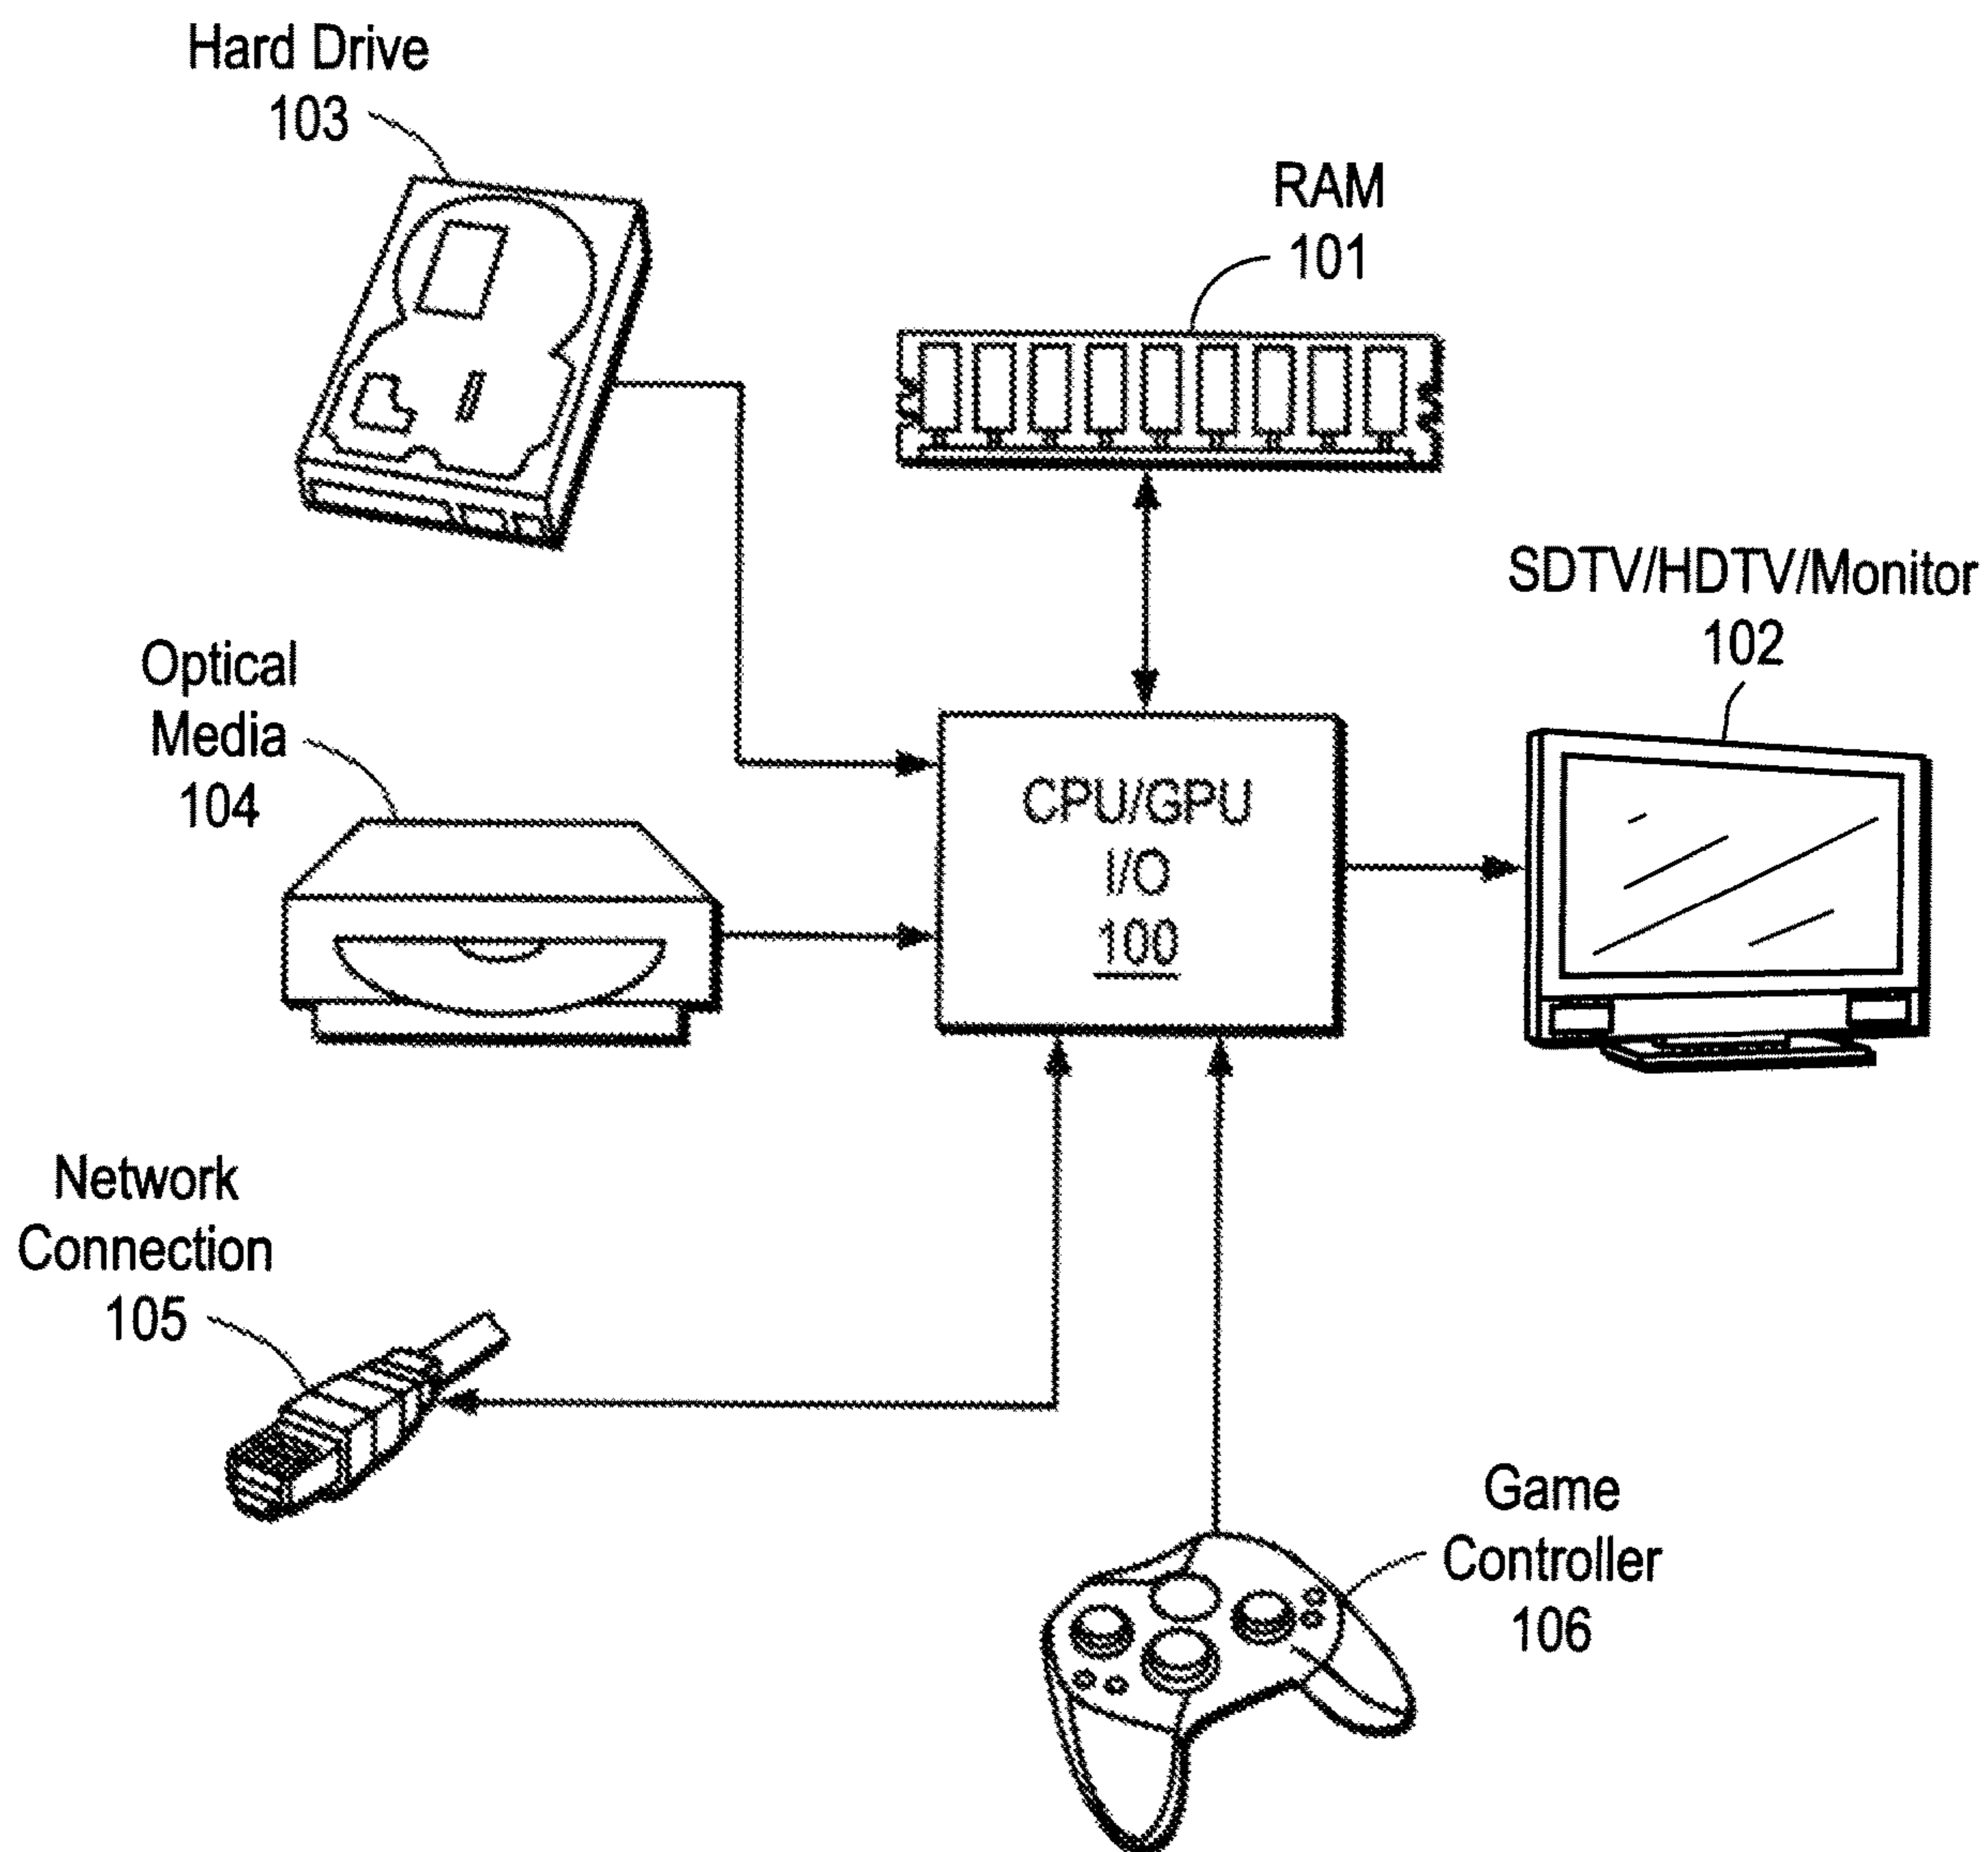 Hard Drive
103
RAM
101
SDTV/HDTV/Monitor
102
Optical
Media
104
CPU/GPU
I/O
100
Network
Connection
105
Game
Controller
106